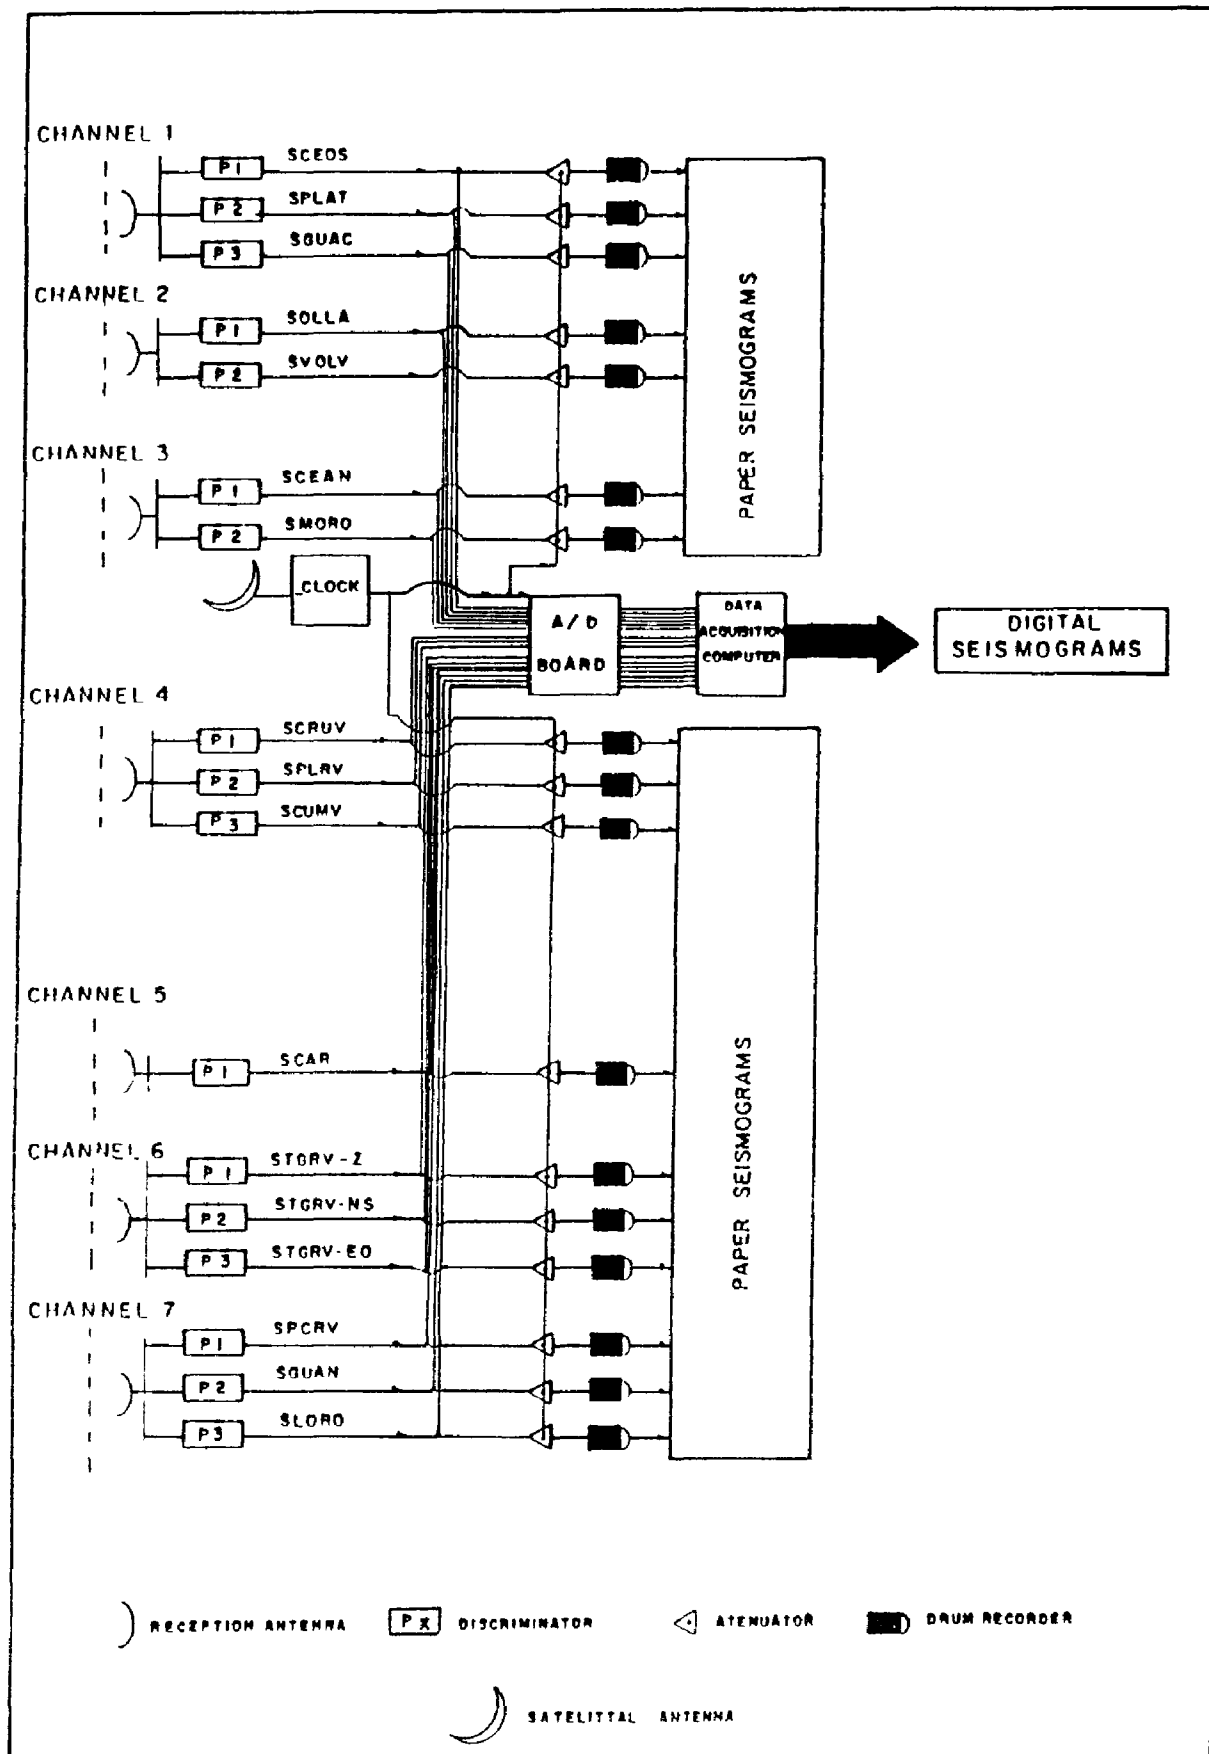 CHANNEL 1
P1 SCEDS
P2 SPLAT
P3 SGUAC
CHANNEL 2
P1 SOLLA
P2 SVOLV
CHANNEL 3
P1 SCEAN
P2 SMORO
PAPER SEISMOGRAMS
CLOCK
A/D
BOARD
DATA
ACQUISITION
COMPUTER
DIGITAL
SEISMOGRAMS
CHANNEL 4
P1 SCRUV
P2 SPLRV
P3 SCUMV
CHANNEL 5
P1 SCAR
CHANNEL 6
P1 STGRV-Z
P2 STGRV-NS
P3 STGRV-EO
CHANNEL 7
P1 SPCRV
P2 SGUAN
P3 SLORO
PAPER SEISMOGRAMS
RECEPTION ANTENNA
Px DISCRIMINATOR
ATENUATOR
DRUM RECORDER
SATELITTAL ANTENNA